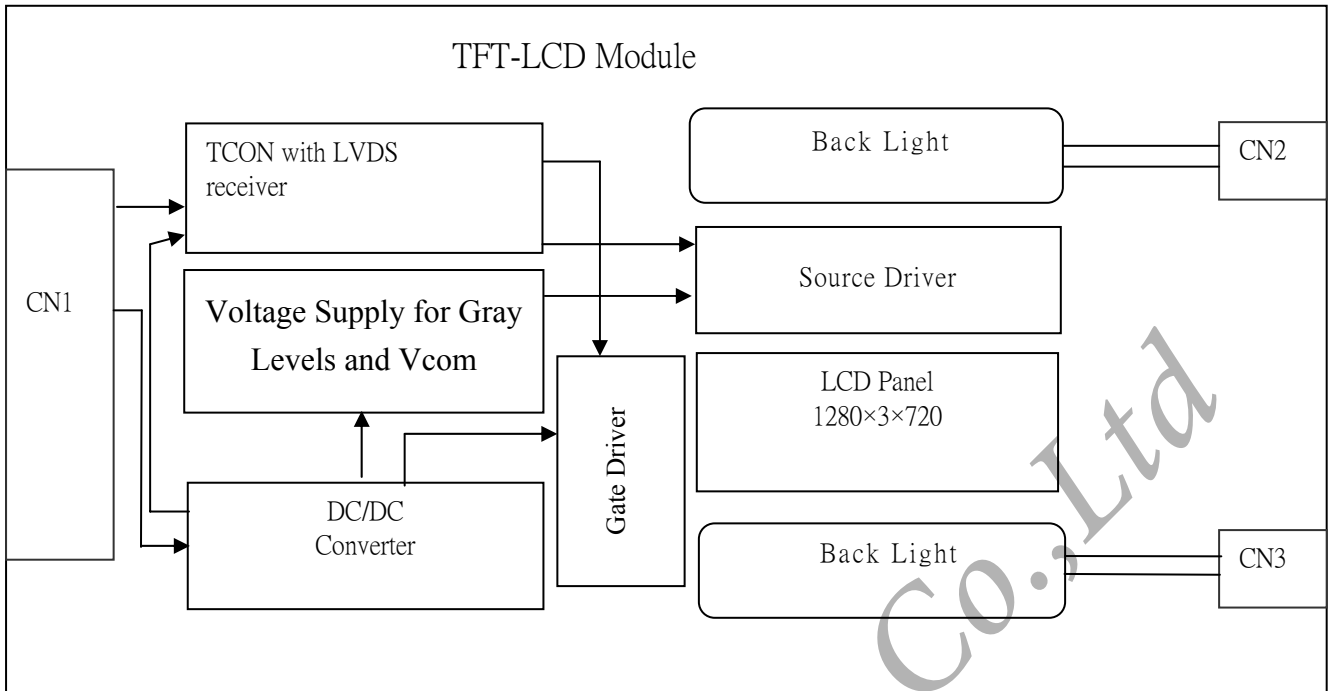 TFT-LCD Module
TCON with LVDS
receiver
Back Light
CN2
CN1
Voltage Supply for Gray
Levels and Vcom
Source Driver
LCD Panel
1280×3×720
Gate Driver
DC/DC
Converter
Back Light
CN3
Co.,Ltd